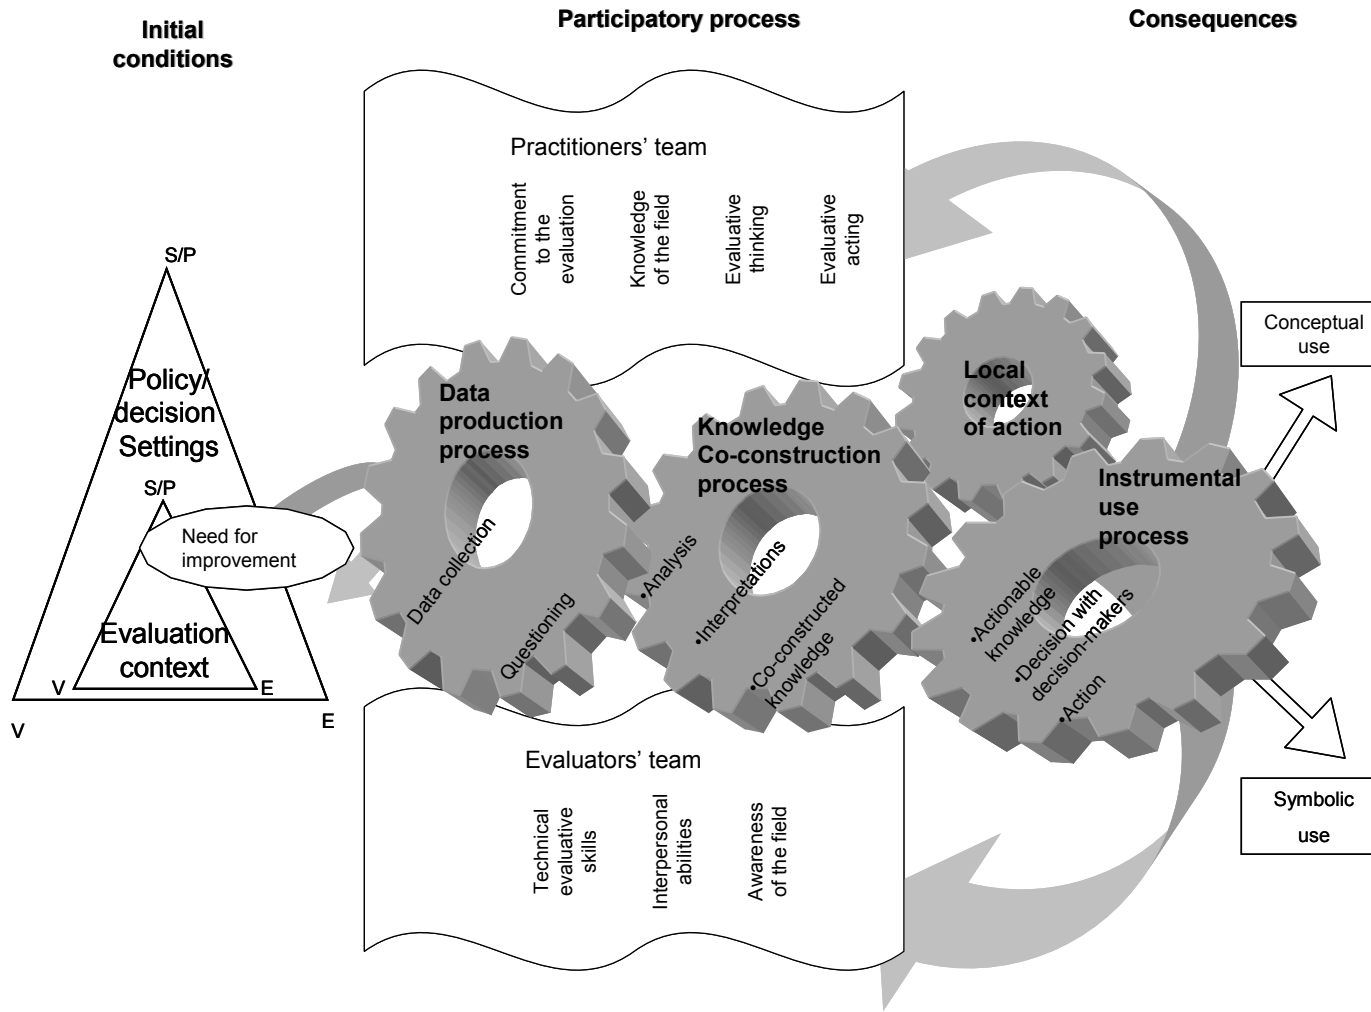 Initial
conditions
Participatory process
Consequences
Practitioners’ team
Commitment
to the
evaluation
Knowledge
of the field
Evaluative
thinking
Evaluative
acting
S/P
Policy/
decision
Settings
S/P
Need for
improvement
Evaluation
context
V
E
V
E
Data
production
process
Data collection
Questioning
Knowledge
Co-construction
process
•Analysis
•Interpretations
•Co-constructed
knowledge
Local
context
of action
Instrumental
use
process
•Actionable
knowledge
•Decision with
decision-makers
•Action
Conceptual
use
Symbolic
use
Evaluators’ team
Technical
evaluative
skills
Interpersonal
abilities
Awareness
of the field